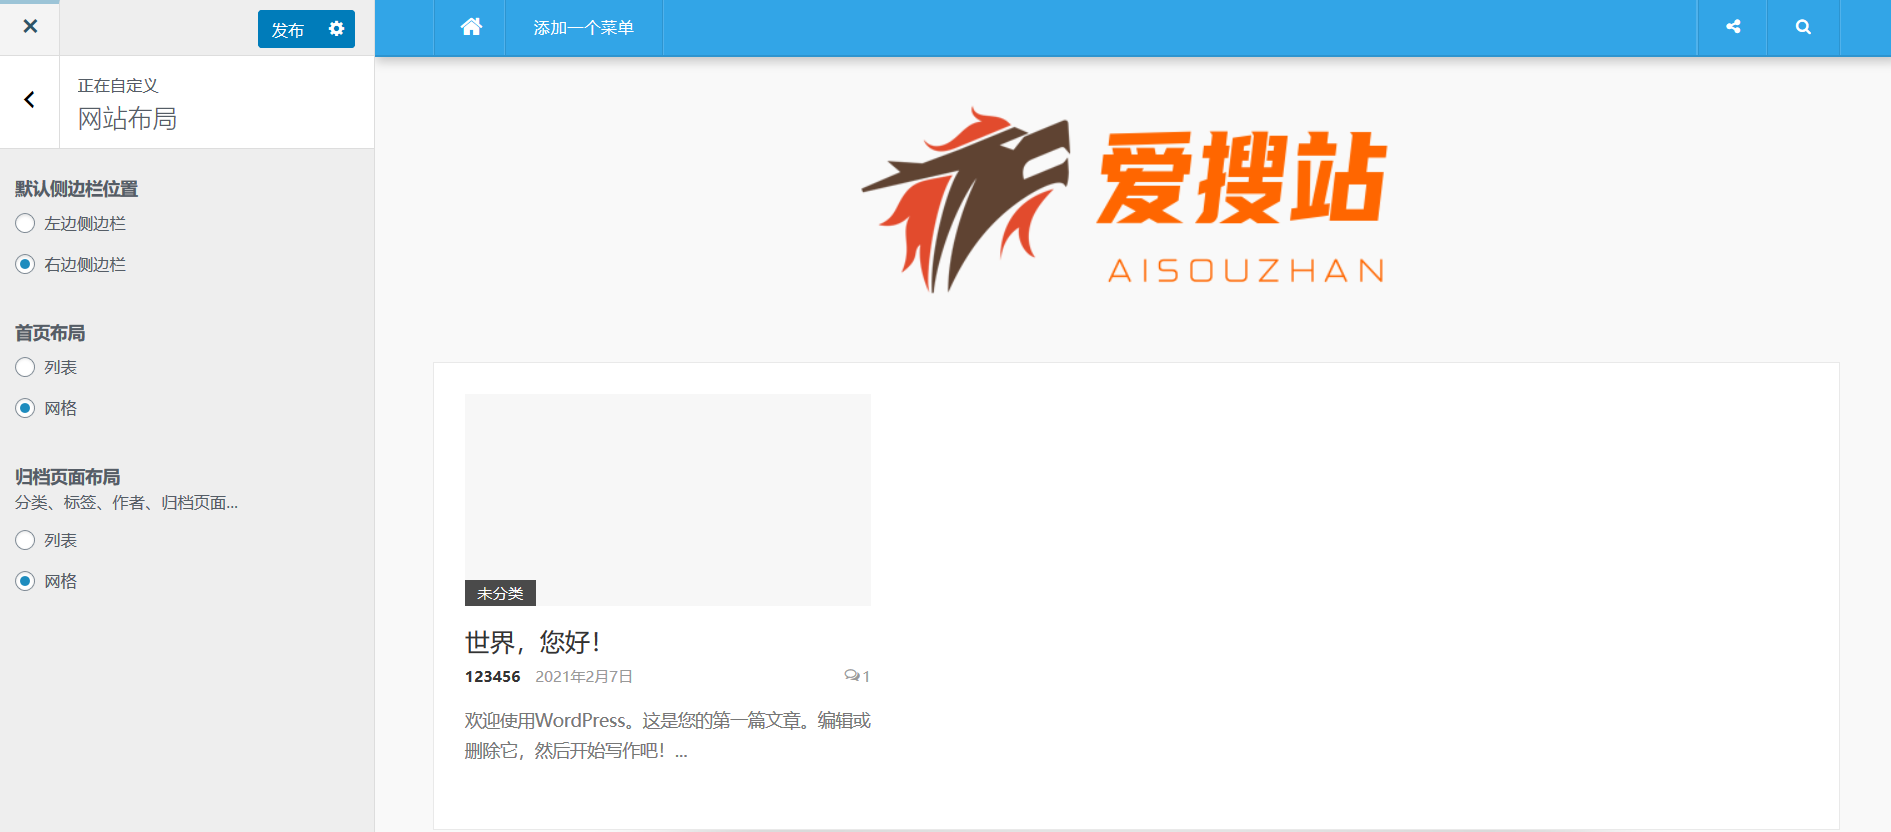 发布
正在自定义
网站布局
默认侧边栏位置
左边侧边栏
右边侧边栏
首页布局
列表
网格
归档页面布局
分类、标签、作者、归档页面...
列表
网格
添加一个菜单
爱搜站
AISOUZHAN
未分类
世界，您好！
123456 2021年2月7日 1
欢迎使用WordPress。这是您的第一篇文章。编辑或
删除它，然后开始写作吧！...